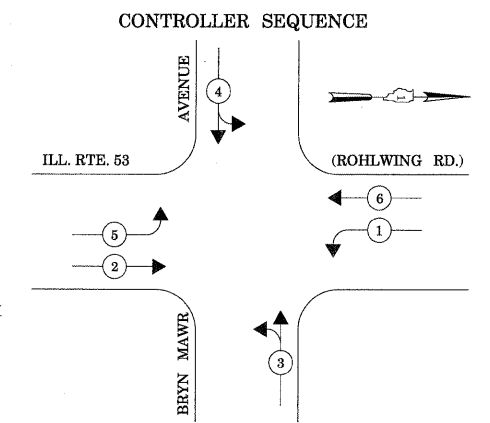 CONTROLLER SEQUENCE
AVENUE
4
ILL. RTE. 53
(ROHLWING RD.)
6
5
1
2
BRYN MAWR
3